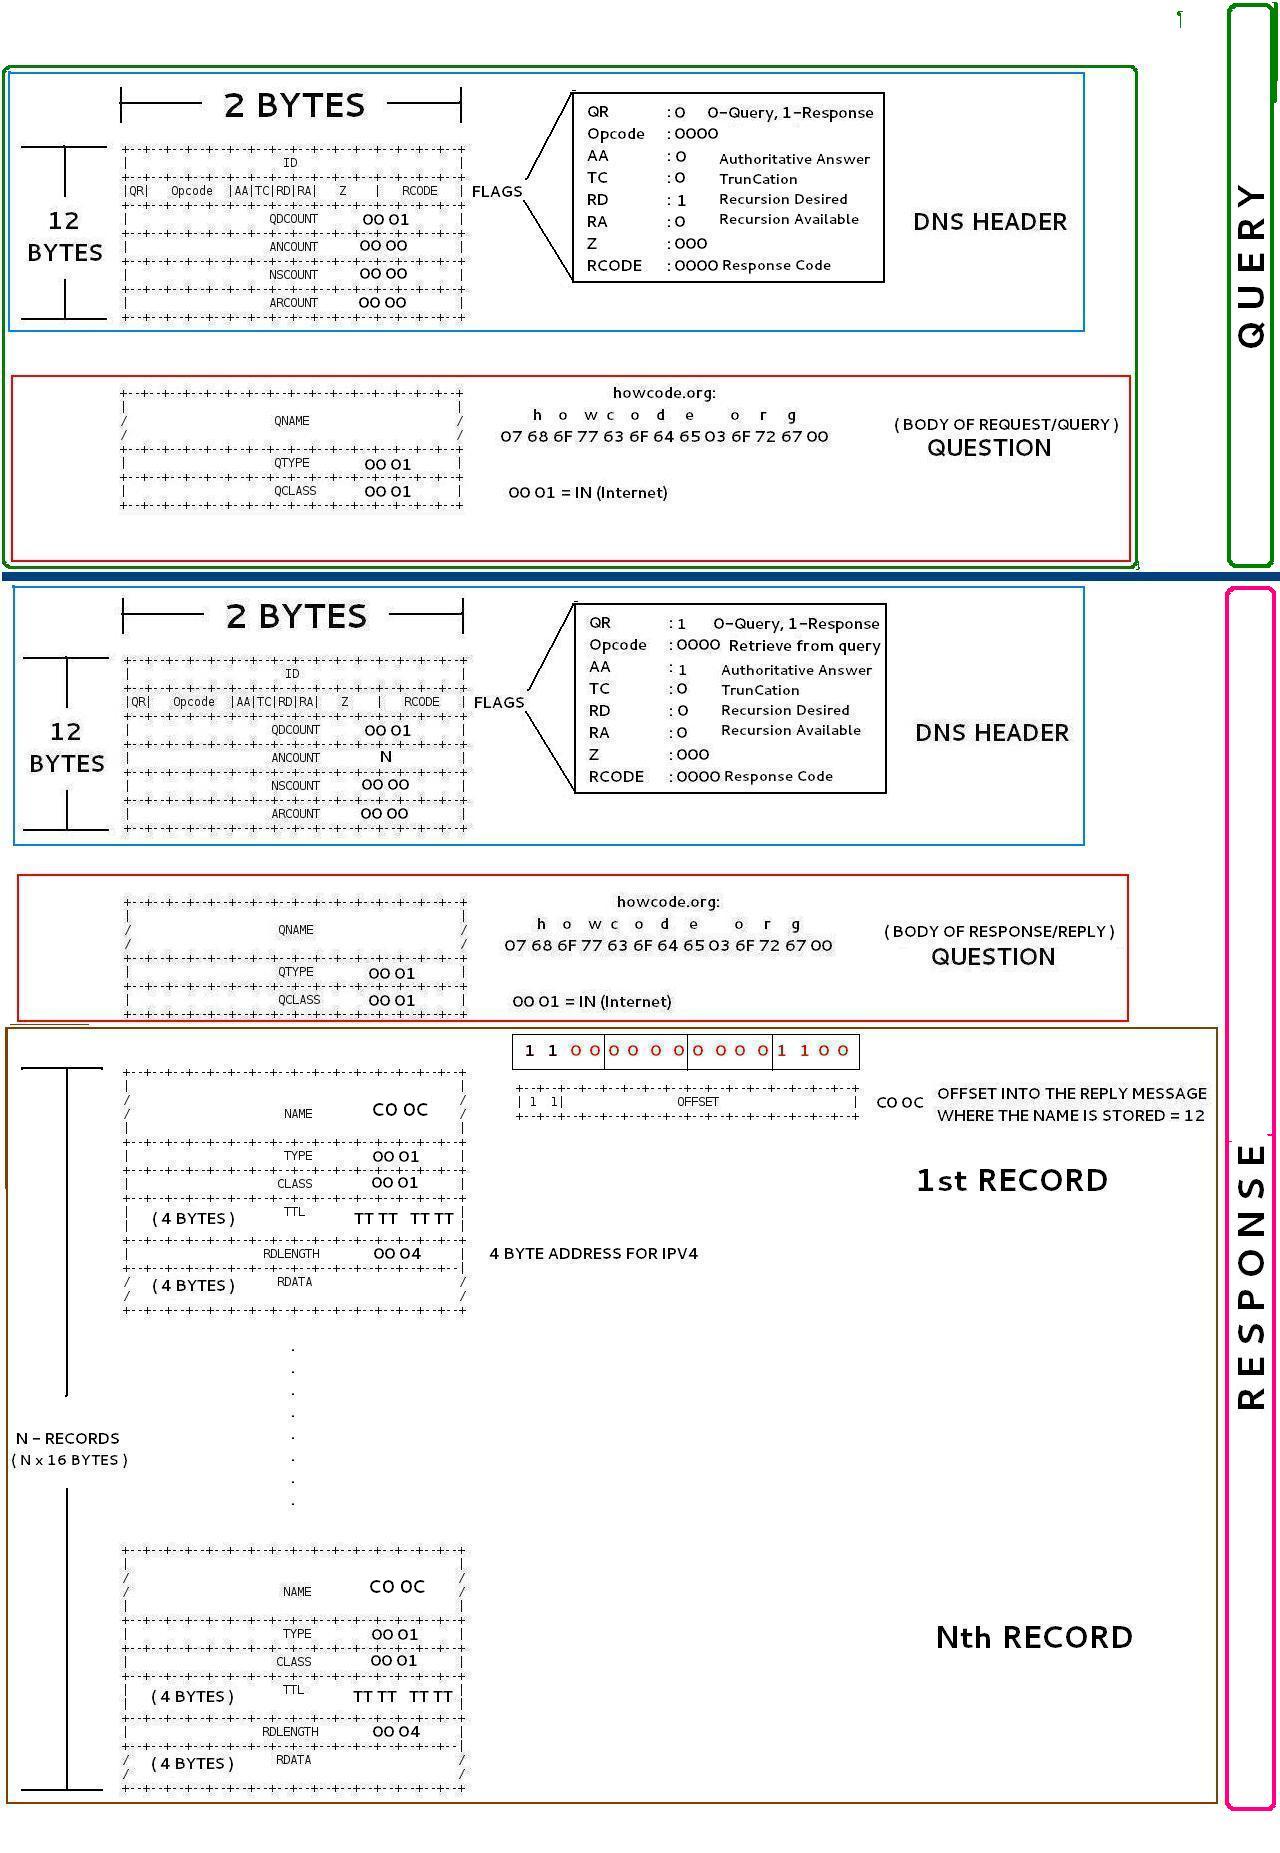 ¶
2 BYTES
12
BYTES
+--+--+--+--+--+--+--+--+--+--+--+--+--+--+--+--+
| ID |
+--+--+--+--+--+--+--+--+--+--+--+--+--+--+--+--+
|QR| Opcode |AA|TC|RD|RA| Z | RCODE |
+--+--+--+--+--+--+--+--+--+--+--+--+--+--+--+--+
| QDCOUNT 00 01 |
+--+--+--+--+--+--+--+--+--+--+--+--+--+--+--+--+
| ANCOUNT 00 00 |
+--+--+--+--+--+--+--+--+--+--+--+--+--+--+--+--+
| NSCOUNT 00 00 |
+--+--+--+--+--+--+--+--+--+--+--+--+--+--+--+--+
| ARCOUNT 00 00 |
+--+--+--+--+--+--+--+--+--+--+--+--+--+--+--+--+
FLAGS
QR :0 0-Query, 1-Response
Opcode :0000
AA :0 Authoritative Answer
TC :0 TrunCation
RD :1 Recursion Desired
RA :0 Recursion Available
Z :000
RCODE :0000 Response Code
DNS HEADER
QUERY
QNAME
QTYPE 00 01
QCLASS 00 01
howcode.org:
h o w c o d e o r g
07 68 6F 77 63 6F 64 65 03 6F 72 67 00
00 01 = IN (Internet)
( BODY OF REQUEST/QUERY )
QUESTION
2 BYTES
12
BYTES
ID
|QR| Opcode |AA|TC|RD|RA| Z | RCODE |
QDCOUNT 00 01
ANCOUNT N
NSCOUNT 00 00
ARCOUNT 00 00
FLAGS
QR :1 0-Query, 1-Response
Opcode :0000 Retrieve from query
AA :1 Authoritative Answer
TC :0 TrunCation
RD :0 Recursion Desired
RA :0 Recursion Available
Z :000
RCODE :0000 Response Code
DNS HEADER
QNAME
QTYPE 00 01
QCLASS 00 01
howcode.org:
h o w c o d e o r g
07 68 6F 77 63 6F 64 65 03 6F 72 67 00
00 01 = IN (Internet)
( BODY OF RESPONSE/REPLY )
QUESTION
1 1 0 0 0 0 0 0 0 0 0 0 1 1 0 0
| 1 1| OFFSET |
C0 0C
OFFSET INTO THE REPLY MESSAGE
WHERE THE NAME IS STORED = 12
NAME C0 0C
TYPE 00 01
CLASS 00 01
( 4 BYTES ) TTL TT TT TT TT
RDLENGTH 00 04
( 4 BYTES ) RDATA
4 BYTE ADDRESS FOR IPV4
1st RECORD
RESPONSE
N - RECORDS
( N x 16 BYTES )
NAME C0 0C
TYPE 00 01
CLASS 00 01
( 4 BYTES ) TTL TT TT TT TT
RDLENGTH 00 04
( 4 BYTES ) RDATA
Nth RECORD